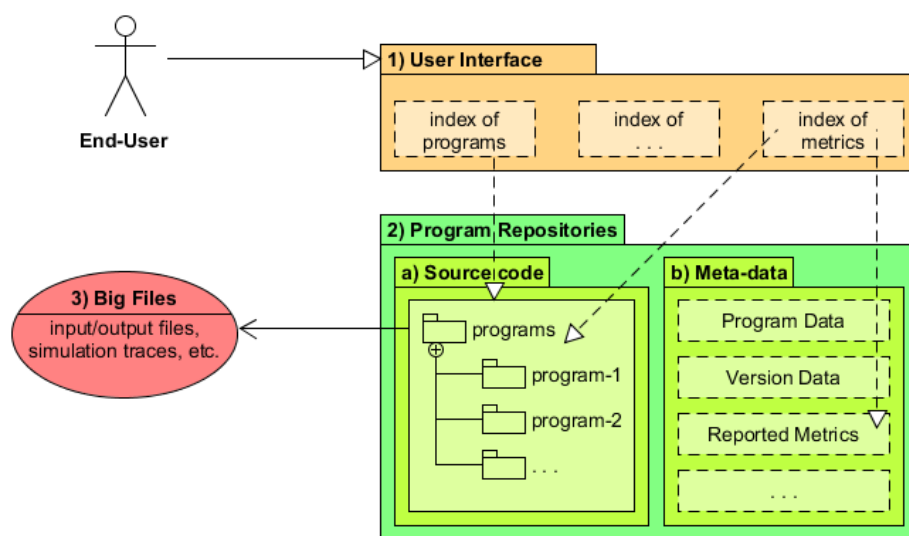 End-User
1) User Interface
index of
programs
index of
. . .
index of
metrics
2) Program Repositories
a) Source code
programs
program-1
program-2
. . .
b) Meta-data
Program Data
Version Data
Reported Metrics
. . .
3) Big Files
input/output files,
simulation traces, etc.